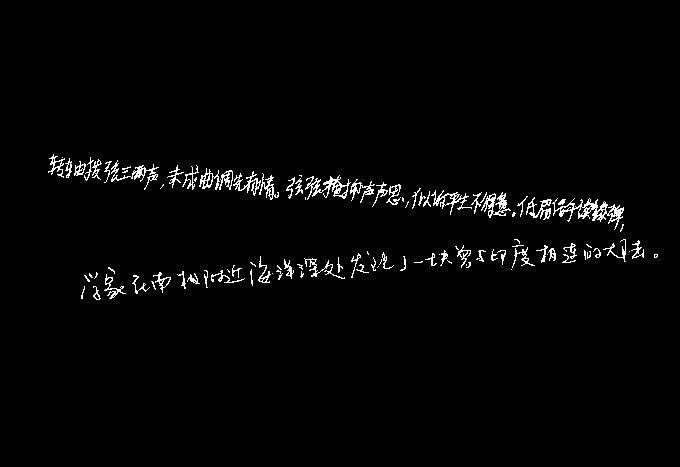 转轴拨弦三两声,未成曲调先有情。弦弦掩抑声声思,似诉平生不得意。低眉信手续续弹,
学家在南极附近海洋深处发现了一块曾与印度相连的大陆。